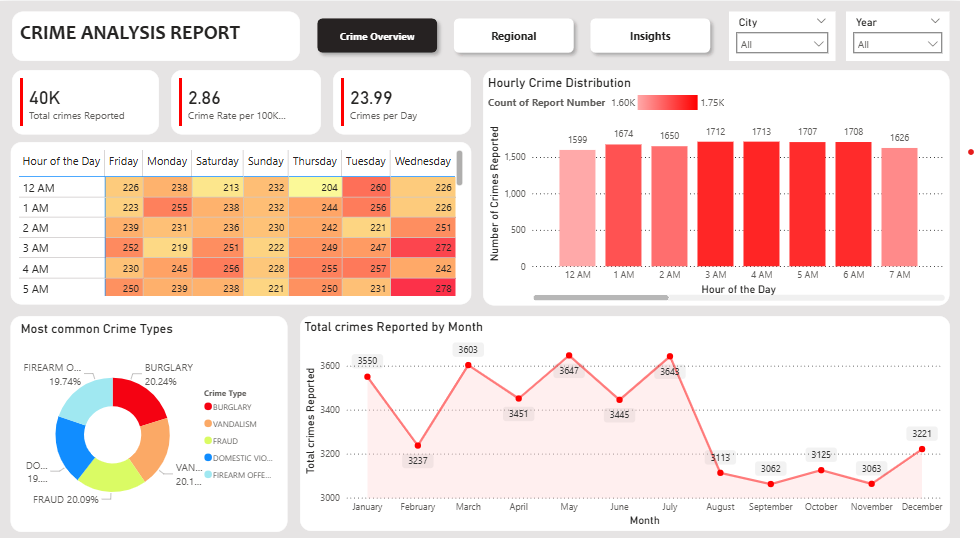 CRIME ANALYSIS REPORT
Crime Overview
Regional
Insights
City
All
Year
All
40K
Total crimes Reported
2.86
Crime Rate per 100K...
23.99
Crimes per Day
Hour of the Day Friday Monday Saturday Sunday Thursday Tuesday Wednesday
12 AM 226 238 213 232 204 260 226
1 AM 223 255 238 232 244 256 226
2 AM 239 231 236 230 242 221 251
3 AM 252 219 251 222 249 247 272
4 AM 230 245 256 228 255 257 242
5 AM 250 239 238 221 250 231 278
Hourly Crime Distribution
Count of Report Number 1.60K 1.75K
Number of Crimes Reported
1,500
1,000
500
0
1599 1674 1650 1712 1713 1707 1708 1626
12 AM 1 AM 2 AM 3 AM 4 AM 5 AM 6 AM 7 AM
Hour of the Day
Most common Crime Types
FIREARM O...
19.74%
BURGLARY
20.24%
DO...
19....
VAN...
20.1...
FRAUD 20.09%
Crime Type
BURGLARY
VANDALISM
FRAUD
DOMESTIC VIO...
FIREARM OFFE...
Total crimes Reported by Month
Total crimes Reported
3600
3400
3200
3000
3550 3237 3603 3451 3647 3445 3643 3113 3062 3125 3063 3221
January February March April May June July August September October November December
Month